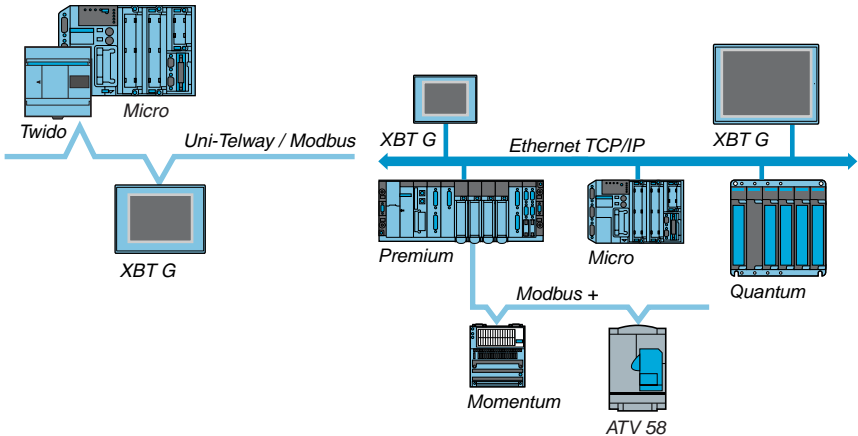 Twido
Micro
Uni-Telway / Modbus
XBT G
XBT G
Ethernet TCP/IP
XBT G
Premium
Micro
Quantum
Modbus +
Momentum
ATV 58